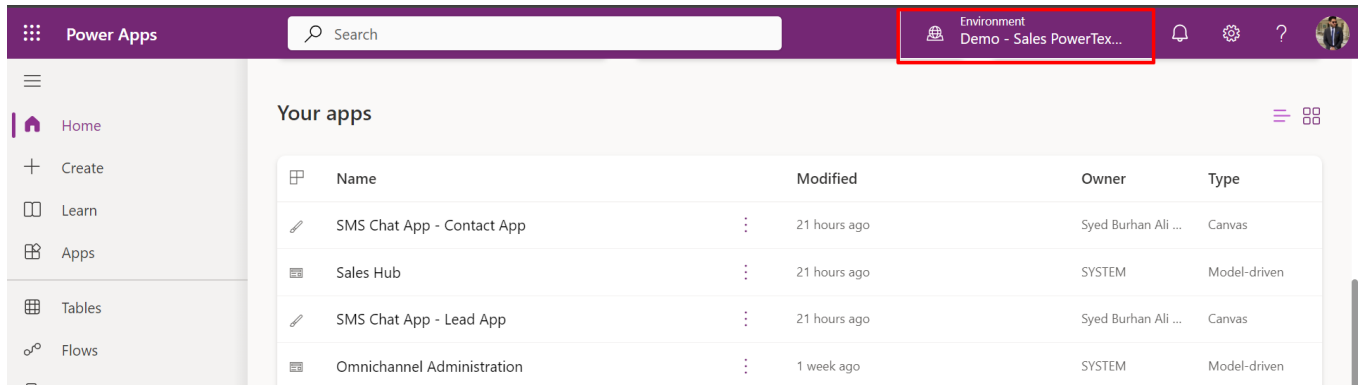 Power Apps
Search
Environment
Demo - Sales PowerTex...
?
Home
Create
Learn
Apps
Tables
Flows
Your apps
Name Modified Owner Type
SMS Chat App - Contact App 21 hours ago Syed Burhan Ali ... Canvas
Sales Hub 21 hours ago SYSTEM Model-driven
SMS Chat App - Lead App 21 hours ago Syed Burhan Ali ... Canvas
Omnichannel Administration 1 week ago SYSTEM Model-driven